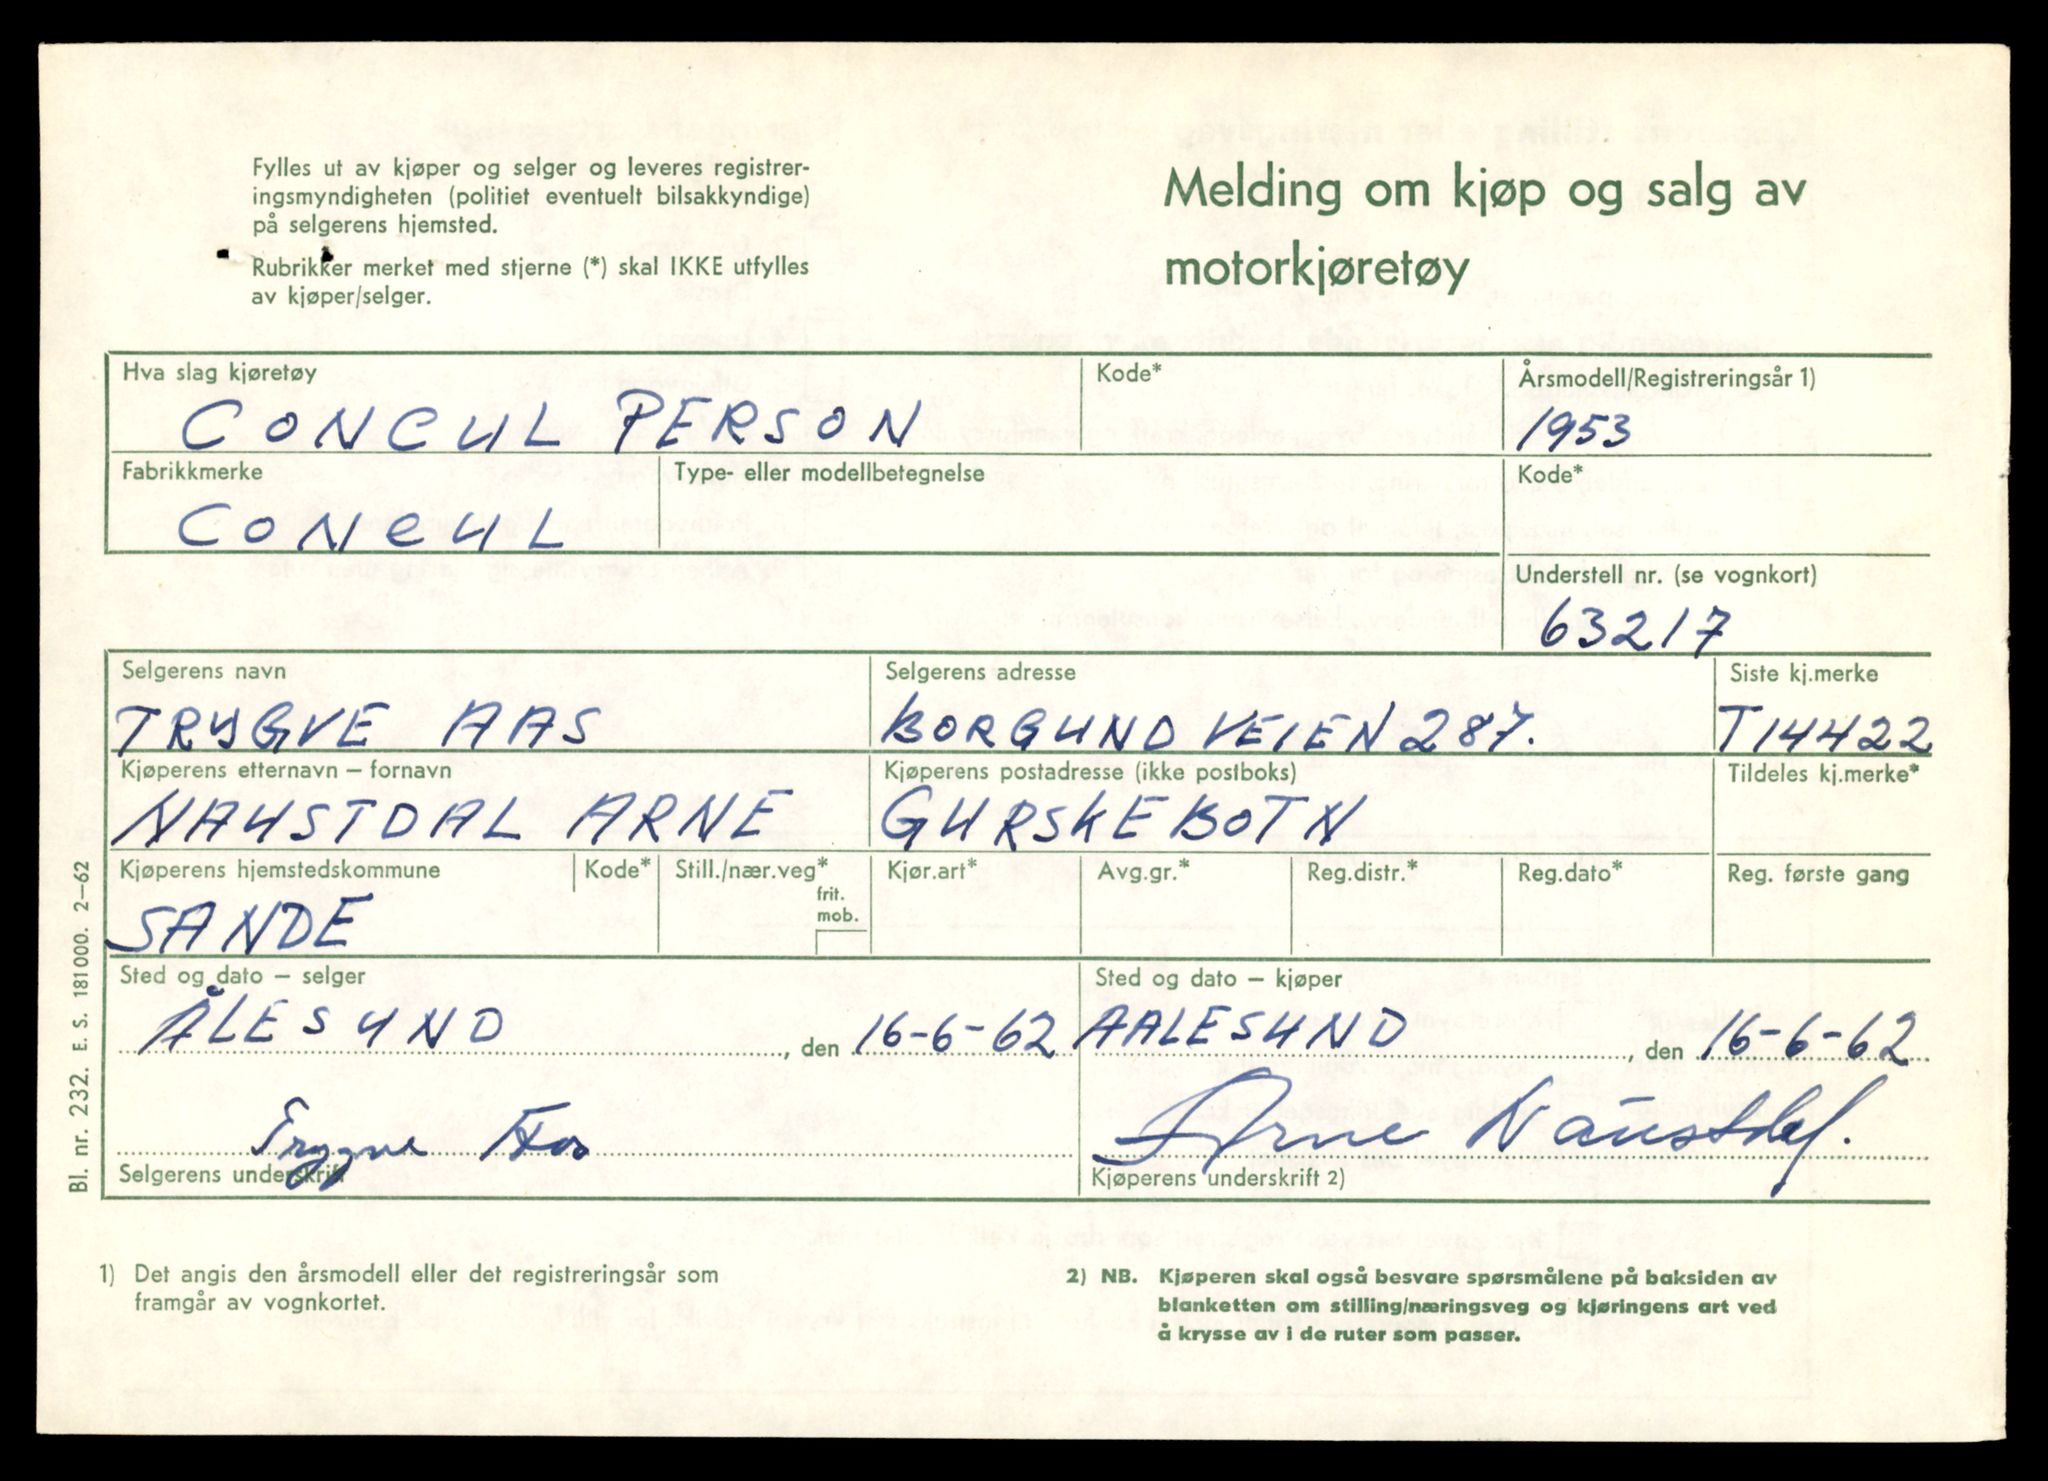 Fylles ut av kjøper og selger og leveres registrer-
ingsmyndigheten (politiet eventuelt bilsakkyndige)
på selgerens hjemsted.
Rubrikker merket med stjerne (*) skal IKKE utfylles
av kjøper/selger.
Melding om kjøp og salg av
motorkjøretøy
Hva slag kjøretøy Kode* Årsmodell/Registreringsår 1)
CONCUL PERSON 1953
Fabrikkmerke Type- eller modellbetegnelse Kode*
CONCUL
Understell nr. (se vognkort)
63217
Selgerens navn Selgerens adresse Siste kj.merke
TRYGVE AAS BORGUND VEIEN 287. T14422
Kjøperens etternavn – fornavn Kjøperens postadresse (ikke postboks) Tildeles kj.merke*
NAUSTDAL ARNE GURSKEBOTN
Kjøperens hjemstedskommune Kode* Still./nær.veg* Kjør.art* Avg.gr.* Reg.distr.* Reg.dato* Reg. første gang
frit.
mob.
SANDE
Sted og dato – selger Sted og dato – kjøper
ÅLESUND , den 16-6-62 AALESUND , den 16-6-62
Trygve Aas Arne Naustdal.
Selgerens underskrift Kjøperens underskrift 2)
Bl. nr. 232. E. S. 181000. 2–62
1) Det angis den årsmodell eller det registreringsår som
framgår av vognkortet.
2) NB. Kjøperen skal også besvare spørsmålene på baksiden av
blanketten om stilling/næringsveg og kjøringens art ved
å krysse av i de ruter som passer.